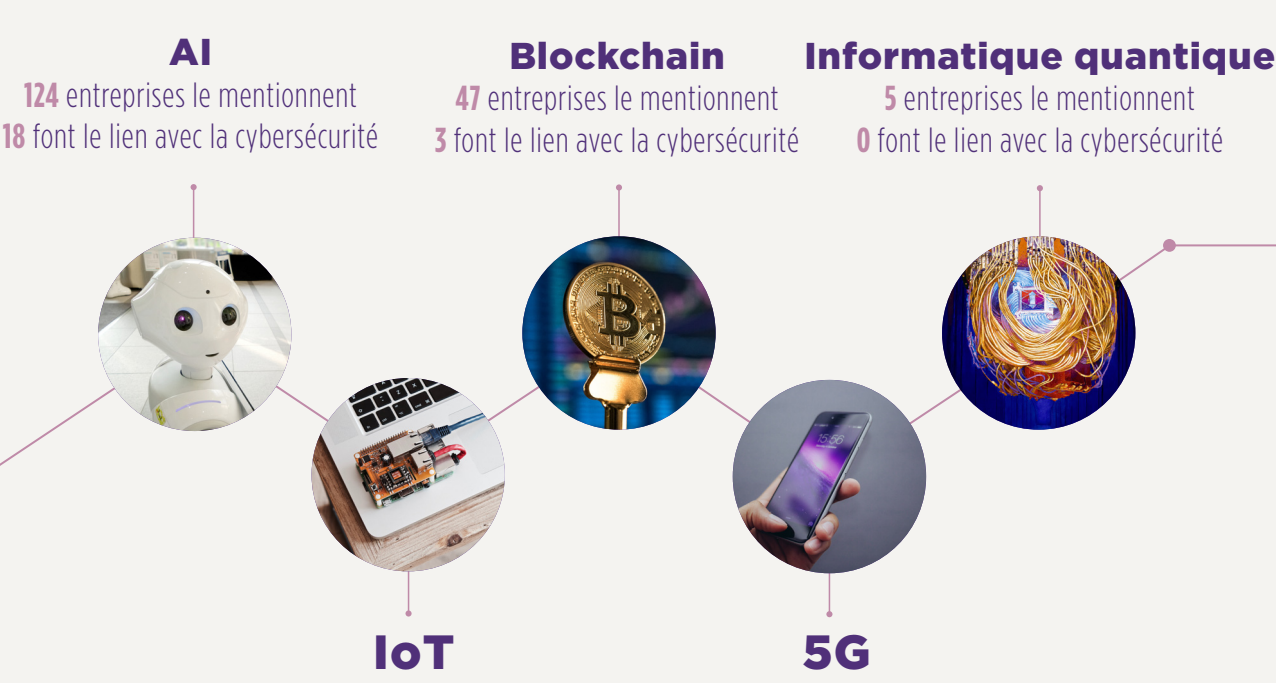 AI
124 entreprises le mentionnent
18 font le lien avec la cybersécurité
Blockchain
47 entreprises le mentionnent
3 font le lien avec la cybersécurité
Informatique quantique
5 entreprises le mentionnent
0 font le lien avec la cybersécurité
15:56
IoT
5G